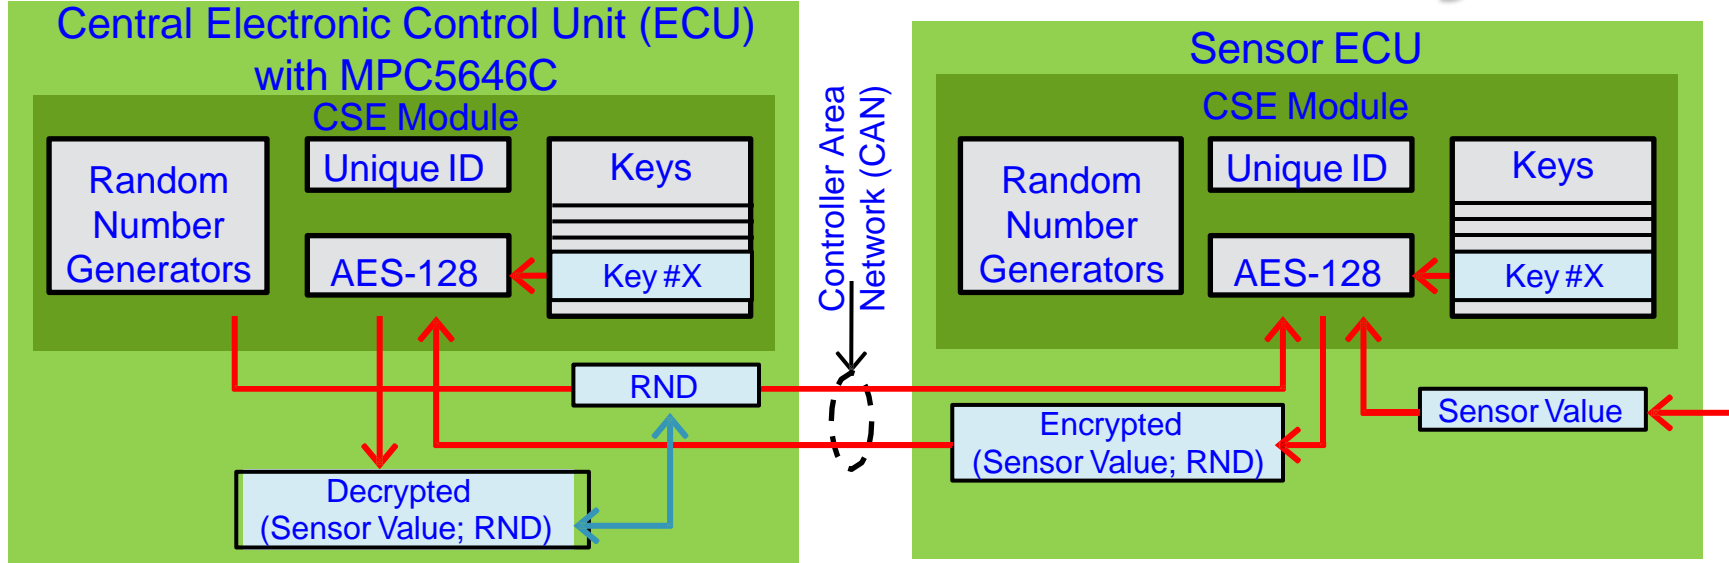 Central Electronic Control Unit (ECU)
with MPC5646C
CSE Module
Random
Number
Generators
Unique ID
AES-128
Keys
Key #X
RND
Decrypted
(Sensor Value; RND)
Controller Area
Network (CAN)
Sensor ECU
CSE Module
Random
Number
Generators
Unique ID
AES-128
Keys
Key #X
Encrypted
(Sensor Value; RND)
Sensor Value